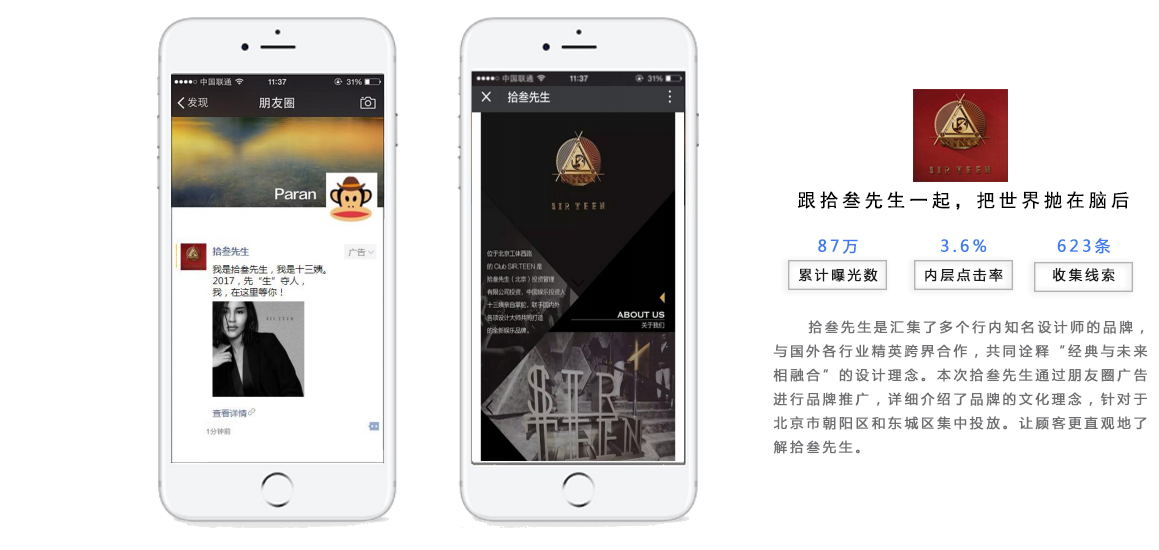 中国联通 11:37 31%
发现 朋友圈
Paran
拾叁先生 广告
我是拾叁先生，我是十三姨。
2017，先“生”夺人，
我，在这里等你！
SIR TEEN
查看详情
1分钟前
中国联通 11:37 31%
拾叁先生
SIR TEEN
位于北京工体西路
的 Club SIR.TEEN 是
拾叁先生（北京）投资管理
有限公司投资、中国娱乐投资人
十三姨亲自掌舵、联手国内外
各项设计大师共同打造
的全新娱乐品牌。
ABOUT US
关于我们
SIR
TEEN
SIR TEEN
跟拾叁先生一起，把世界抛在脑后
87万 3.6% 623条
累计曝光数 内层点击率 收集线索
拾叁先生是汇集了多个行内知名设计师的品牌，
与国外各行业精英跨界合作，共同诠释“经典与未来
相融合”的设计理念。本次拾叁先生通过朋友圈广告
进行品牌推广，详细介绍了品牌的文化理念，针对于
北京市朝阳区和东城区集中投放。让顾客更直观地了
解拾叁先生。